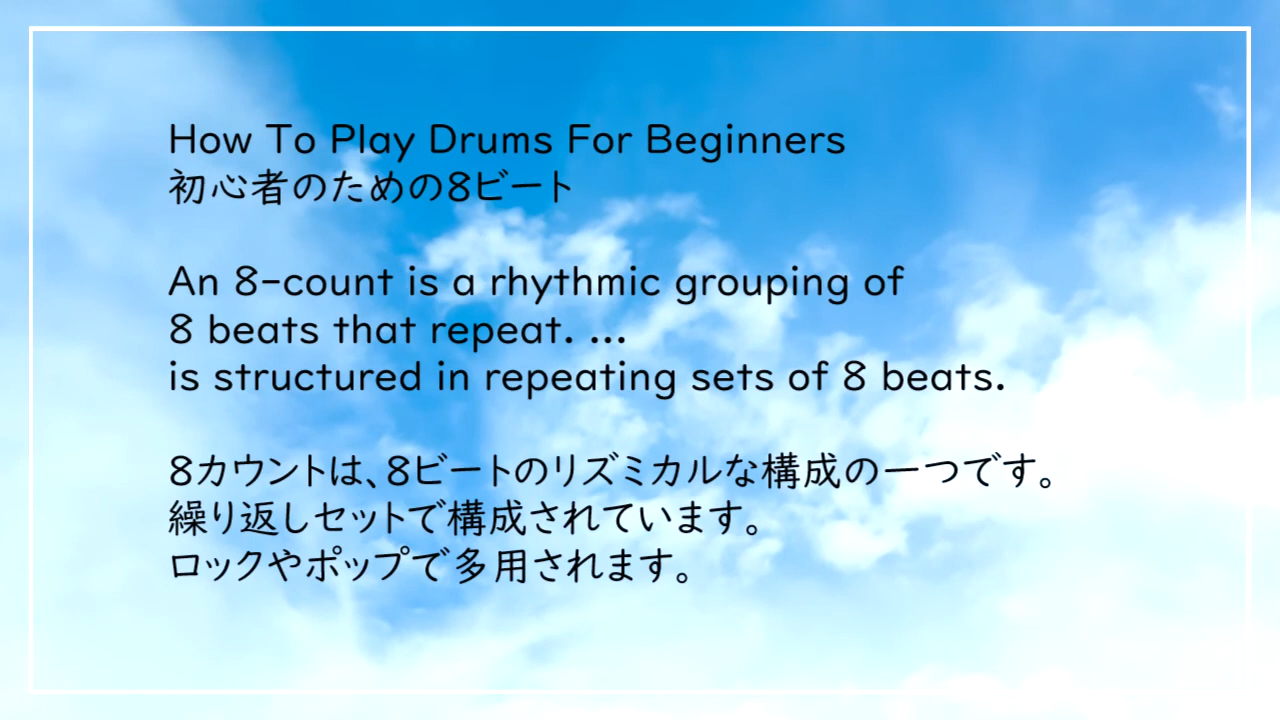 How To Play Drums For Beginners
初心者のための8ビート
An 8-count is a rhythmic grouping of
8 beats that repeat. ...
is structured in repeating sets of 8 beats.
8カウントは、8ビートのリズミカルな構成の一つです。
繰り返しセットで構成されています。
ロックやポップで多用されます。